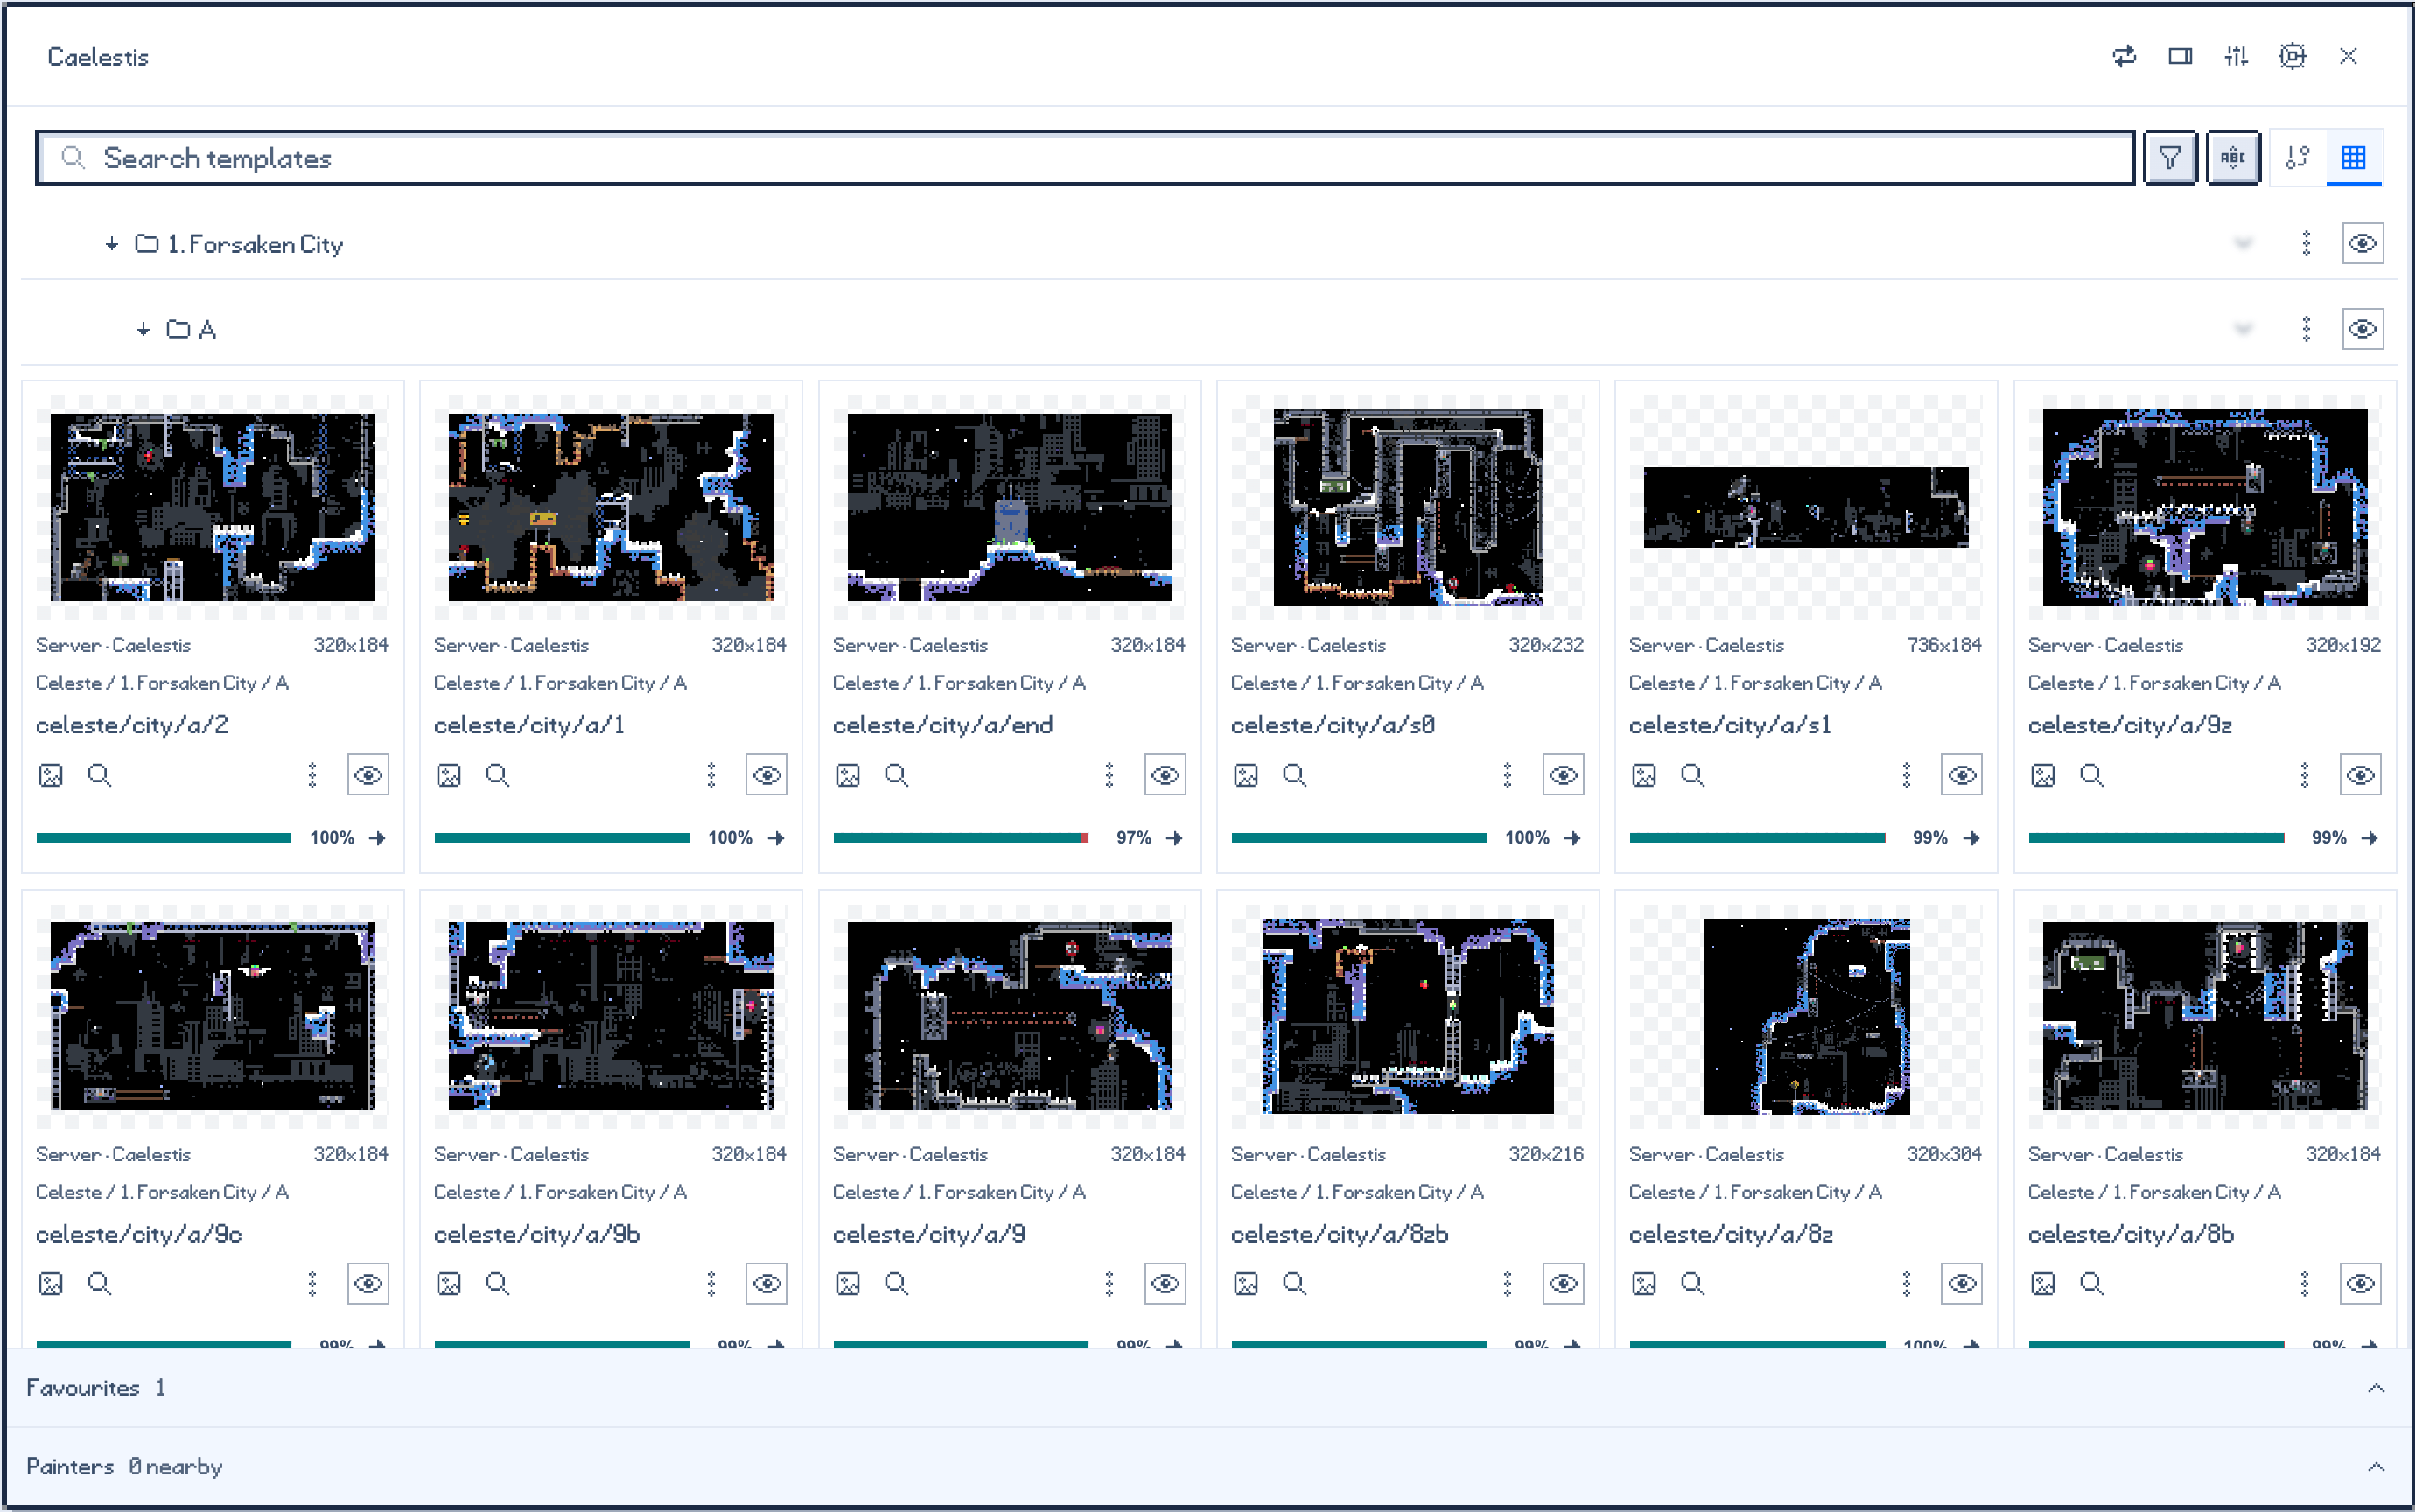 Caelestis
Search templates
ABC
1. Forsaken City
A
Server · Caelestis 320x184
Celeste / 1. Forsaken City / A
celeste/city/a/2
100%
Server · Caelestis 320x184
Celeste / 1. Forsaken City / A
celeste/city/a/1
100%
Server · Caelestis 320x184
Celeste / 1. Forsaken City / A
celeste/city/a/end
97%
Server · Caelestis 320x232
Celeste / 1. Forsaken City / A
celeste/city/a/s0
100%
Server · Caelestis 736x184
Celeste / 1. Forsaken City / A
celeste/city/a/s1
99%
Server · Caelestis 320x192
Celeste / 1. Forsaken City / A
celeste/city/a/9z
99%
Server · Caelestis 320x184
Celeste / 1. Forsaken City / A
celeste/city/a/9c
99%
Server · Caelestis 320x184
Celeste / 1. Forsaken City / A
celeste/city/a/9b
99%
Server · Caelestis 320x184
Celeste / 1. Forsaken City / A
celeste/city/a/9
99%
Server · Caelestis 320x216
Celeste / 1. Forsaken City / A
celeste/city/a/8zb
99%
Server · Caelestis 320x304
Celeste / 1. Forsaken City / A
celeste/city/a/8z
100%
Server · Caelestis 320x184
Celeste / 1. Forsaken City / A
celeste/city/a/8b
99%
Favourites 1
Painters 0 nearby